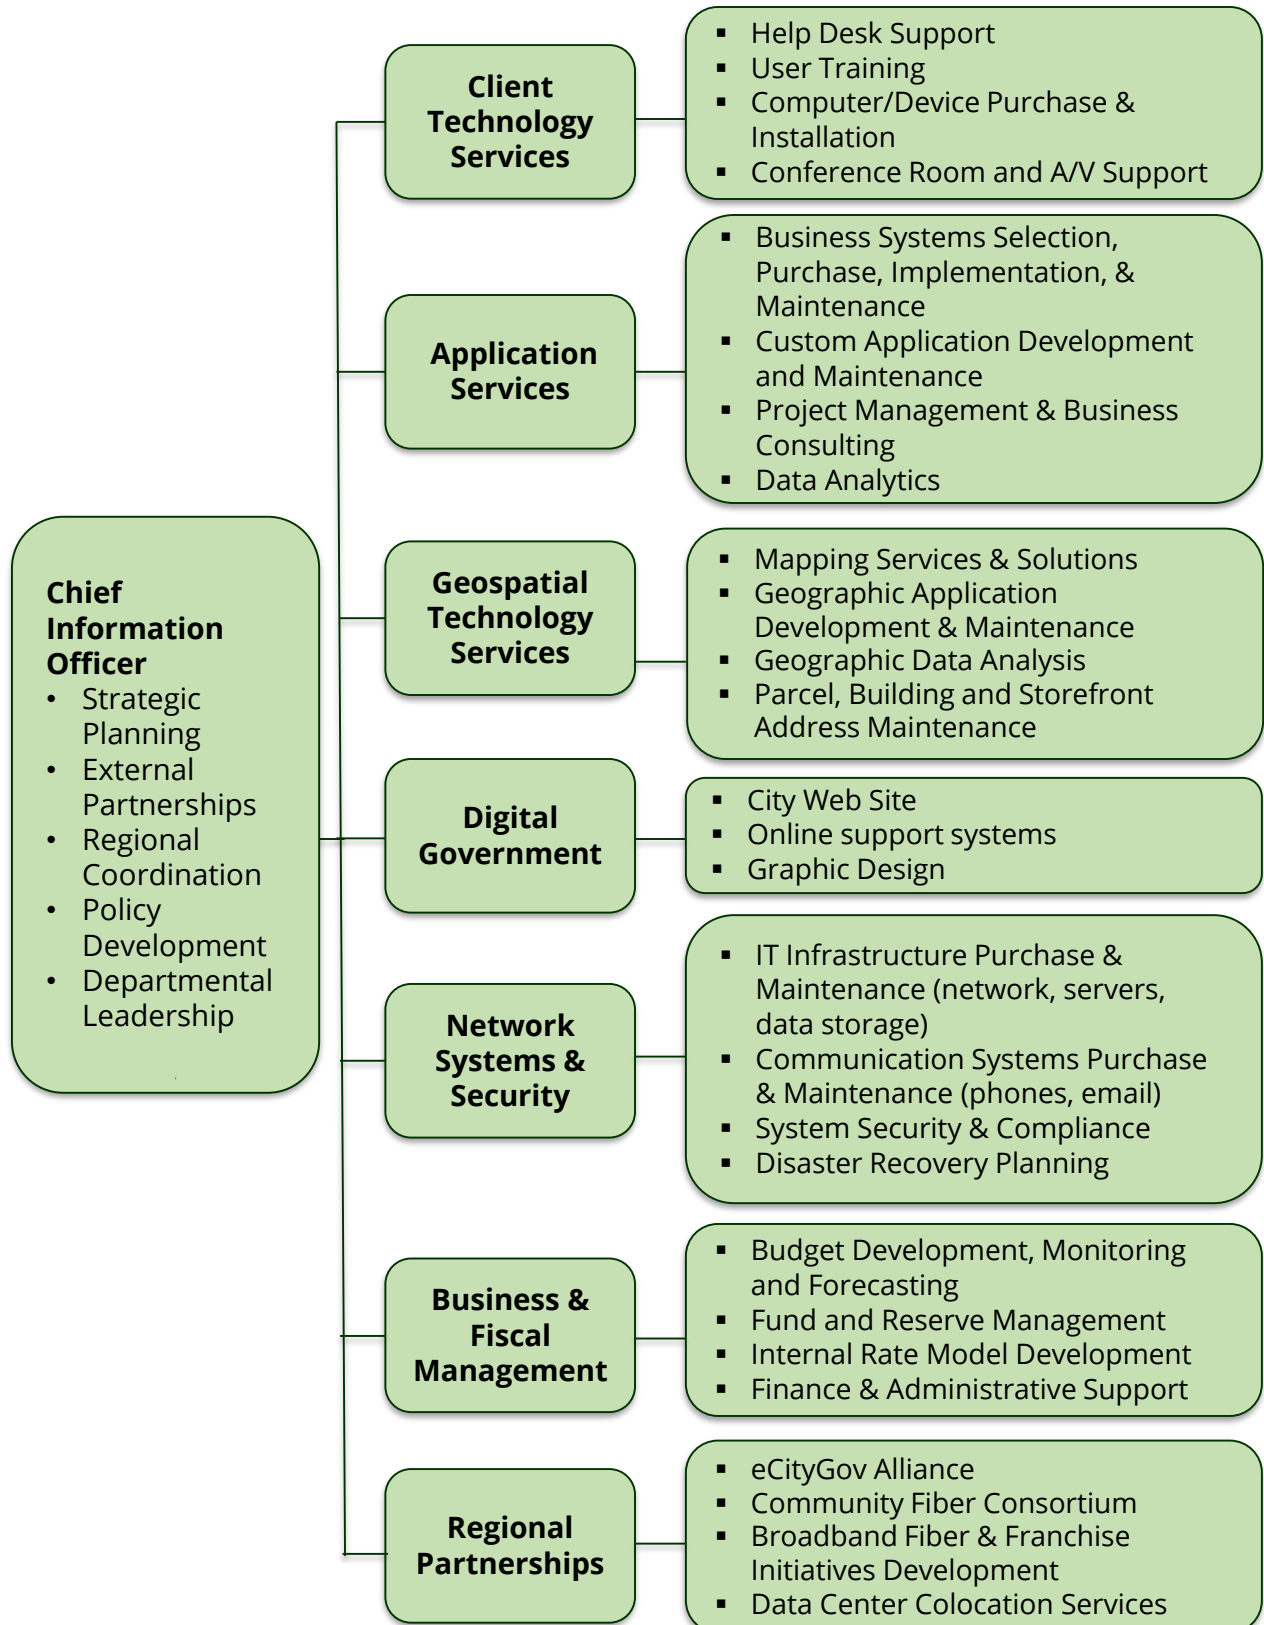 Client
Technology
Services
▪ Help Desk Support
▪ User Training
▪ Computer/Device Purchase &
Installation
▪ Conference Room and A/V Support
Application
Services
▪ Business Systems Selection,
Purchase, Implementation, &
Maintenance
▪ Custom Application Development
and Maintenance
▪ Project Management & Business
Consulting
▪ Data Analytics
Chief
Information
Officer
• Strategic
Planning
• External
Partnerships
• Regional
Coordination
• Policy
Development
• Departmental
Leadership
Geospatial
Technology
Services
▪ Mapping Services & Solutions
▪ Geographic Application
Development & Maintenance
▪ Geographic Data Analysis
▪ Parcel, Building and Storefront
Address Maintenance
Digital
Government
▪ City Web Site
▪ Online support systems
▪ Graphic Design
Network
Systems &
Security
▪ IT Infrastructure Purchase &
Maintenance (network, servers,
data storage)
▪ Communication Systems Purchase
& Maintenance (phones, email)
▪ System Security & Compliance
▪ Disaster Recovery Planning
Business &
Fiscal
Management
▪ Budget Development, Monitoring
and Forecasting
▪ Fund and Reserve Management
▪ Internal Rate Model Development
▪ Finance & Administrative Support
Regional
Partnerships
▪ eCityGov Alliance
▪ Community Fiber Consortium
▪ Broadband Fiber & Franchise
Initiatives Development
▪ Data Center Colocation Services